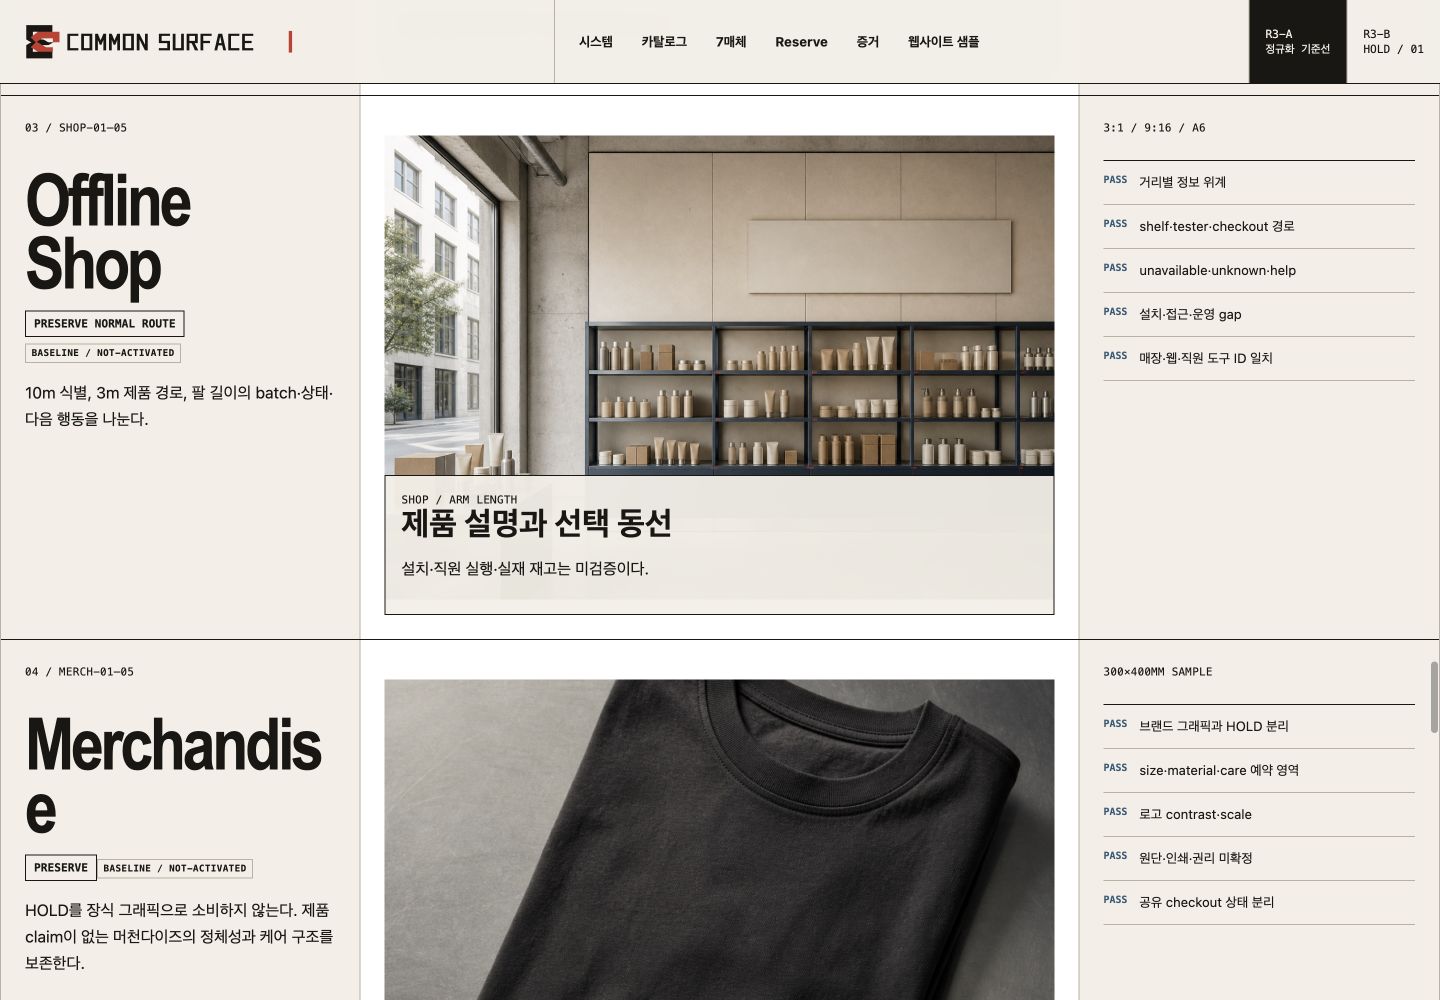 COMMON SURFACE
시스템
카탈로그
7매체
Reserve
증거
웹사이트 샘플
R3-A
정규화 기준선
R3-B
HOLD / 01
03 / SHOP-01-05
Offline
Shop
PRESERVE NORMAL ROUTE
BASELINE / NOT-ACTIVATED
10m 식별, 3m 제품 경로, 팔 길이의 batch·상태·
다음 행동을 나눈다.
SHOP / ARM LENGTH
제품 설명과 선택 동선
설치·직원 실행·실재 재고는 미검증이다.
3:1 / 9:16 / A6
PASS 거리별 정보 위계
PASS shelf·tester·checkout 경로
PASS unavailable·unknown·help
PASS 설치·접근·운영 gap
PASS 매장·웹·직원 도구 ID 일치
04 / MERCH-01-05
Merchandis
e
PRESERVE BASELINE / NOT-ACTIVATED
HOLD를 장식 그래픽으로 소비하지 않는다. 제품
claim이 없는 머천다이즈의 정체성과 케어 구조를
보존한다.
300×400MM SAMPLE
PASS 브랜드 그래픽과 HOLD 분리
PASS size·material·care 예약 영역
PASS 로고 contrast·scale
PASS 원단·인쇄·권리 미확정
PASS 공유 checkout 상태 분리